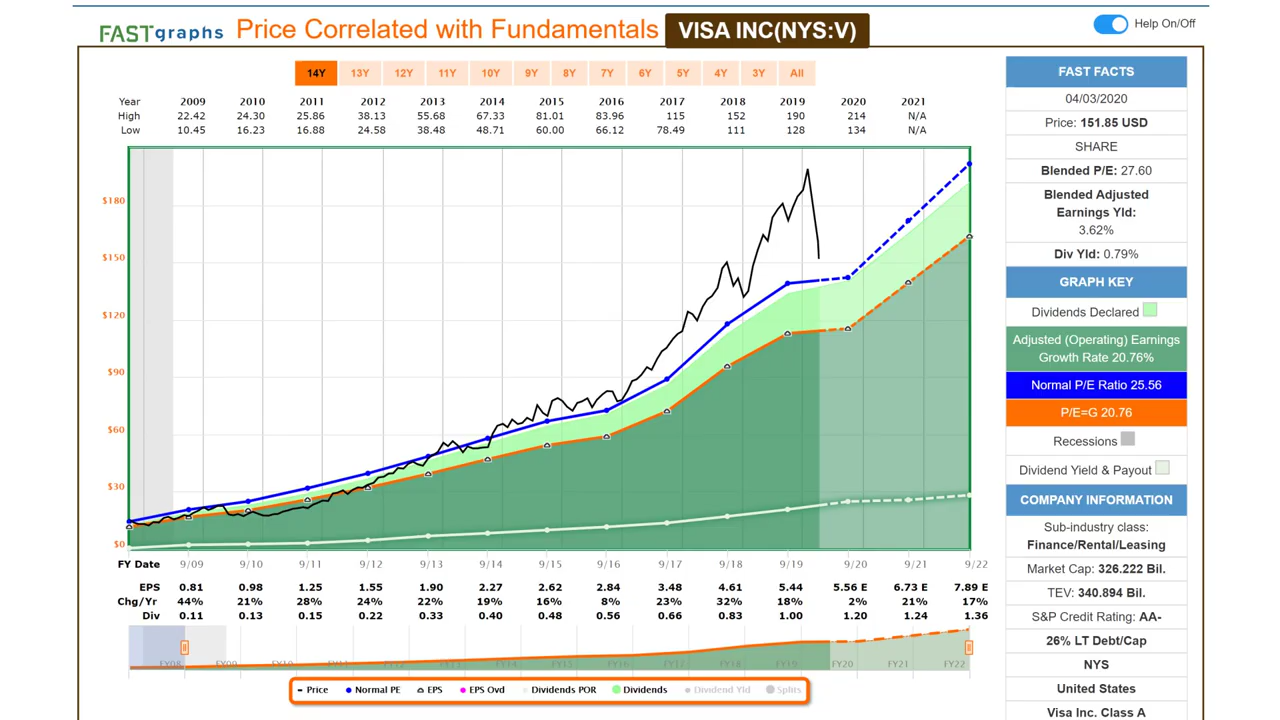 FASTgraphs Price Correlated with Fundamentals VISA INC(NYS:V) Help On/Off
14Y 13Y 12Y 11Y 10Y 9Y 8Y 7Y 6Y 5Y 4Y 3Y All
Year 2009 2010 2011 2012 2013 2014 2015 2016 2017 2018 2019 2020 2021
High 22.42 24.30 25.86 38.13 55.68 67.33 81.01 83.96 115 152 190 214 N/A
Low 10.45 16.23 16.88 24.58 38.48 48.71 60.00 66.12 78.49 111 128 134 N/A
$180
$150
$120
$90
$60
$30
$0
FY Date 9/09 9/10 9/11 9/12 9/13 9/14 9/15 9/16 9/17 9/18 9/19 9/20 9/21 9/22
EPS 0.81 0.98 1.25 1.55 1.90 2.27 2.62 2.84 3.48 4.61 5.44 5.56 E 6.73 E 7.89 E
Chg/Yr 44% 21% 28% 24% 22% 19% 16% 8% 23% 32% 18% 2% 21% 17%
Div 0.11 0.13 0.15 0.22 0.33 0.40 0.48 0.56 0.66 0.83 1.00 1.20 1.24 1.36
FY08 FY09 FY10 FY11 FY12 FY13 FY14 FY15 FY16 FY17 FY18 FY19 FY20 FY21 FY22
Price Normal PE EPS EPS Ovd Dividends POR Dividends Dividend Yld Splits
FAST FACTS
04/03/2020
Price: 151.85 USD
SHARE
Blended P/E: 27.60
Blended Adjusted
Earnings Yld:
3.62%
Div Yld: 0.79%
GRAPH KEY
Dividends Declared
Adjusted (Operating) Earnings
Growth Rate 20.76%
Normal P/E Ratio 25.56
P/E=G 20.76
Recessions
Dividend Yield & Payout
COMPANY INFORMATION
Sub-industry class:
Finance/Rental/Leasing
Market Cap: 326.222 Bil.
TEV: 340.894 Bil.
S&P Credit Rating: AA-
26% LT Debt/Cap
NYS
United States
Visa Inc. Class A